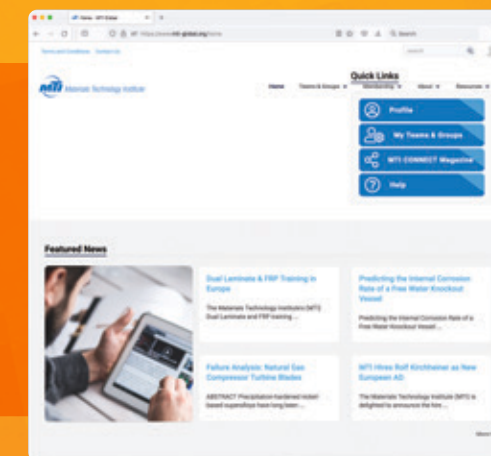 Home - MTI Global
https://www.mti-global.org/home
Search
Terms and Conditions Contact Us
search
MTI Materials Technology Institute
Home Teams & Groups Membership About Resources
Quick Links
Profile
My Teams & Groups
MTI CONNECT Magazine
Help
Featured News
Dual Laminate & FRP Training in
Europe
The Materials Technology Institute's (MTI)
Dual Laminate and FRP training ...
Predicting the Internal Corrosion
Rate of a Free Water Knockout
Vessel
Predicting the Internal Corrosion Rate of a
Free Water Knockout Vessel ...
Failure Analysis: Natural Gas
Compressor Turbine Blades
ABSTRACT Precipitation-hardened nickel-
based superalloys have long been ...
MTI Hires Rolf Kirchheiner as New
European AD
The Materials Technology Institute (MTI) is
delighted to announce the hire ...
More